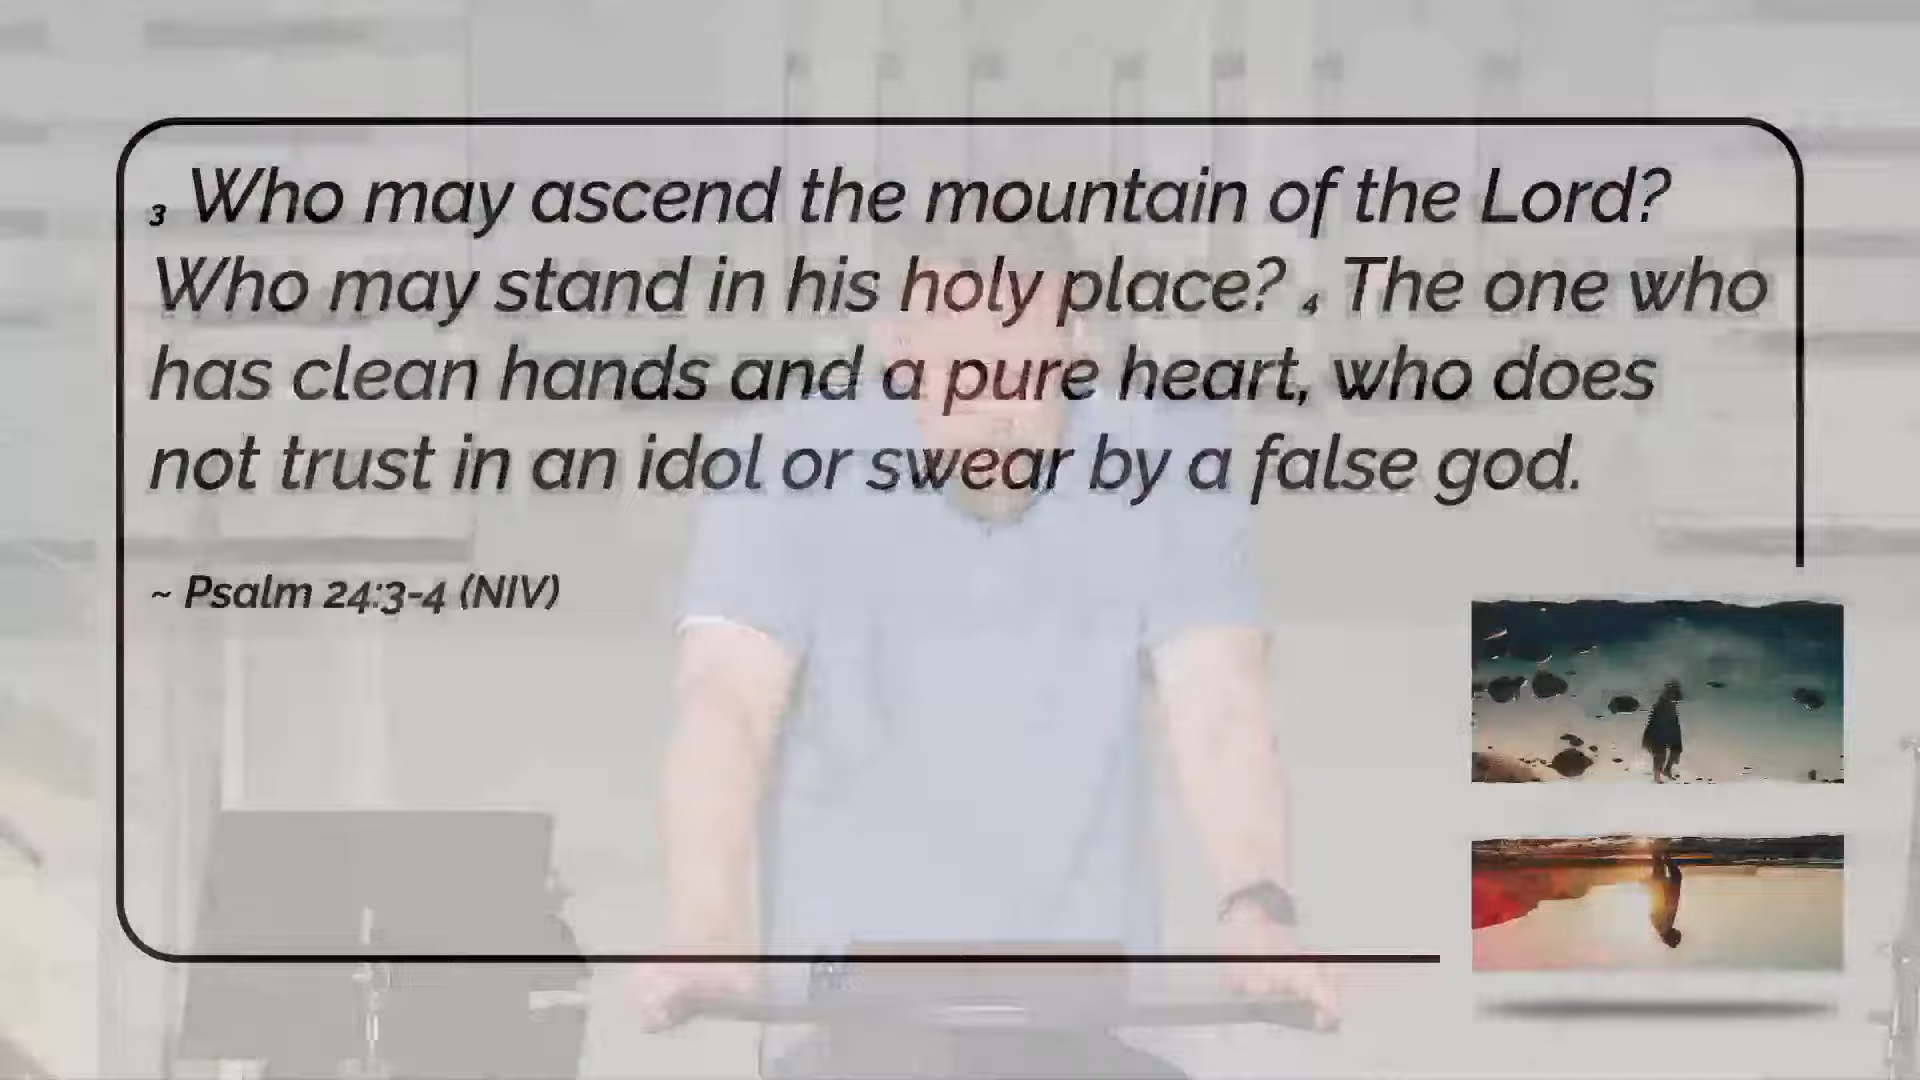 3 Who may ascend the mountain of the Lord?
Who may stand in his holy place? 4 The one who
has clean hands and a pure heart, who does
not trust in an idol or swear by a false god.
~ Psalm 24:3-4 (NIV)